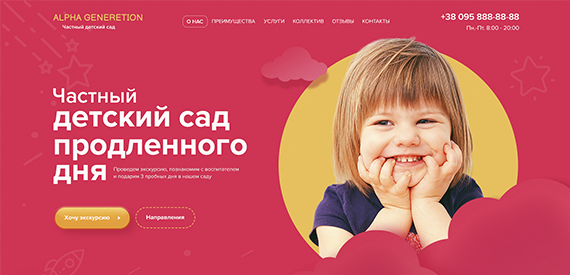 ALPHA GENERETION
Частный детский сад
О НАС ПРЕИМУЩЕСТВА УСЛУГИ КОЛЛЕКТИВ ОТЗЫВЫ КОНТАКТЫ
+38 095 888-88-88
Пн.-Пт. 8:00 - 20:00
Частный
детский сад
продленного
дня
Проводем экскурсию, познакомим с воспитателем
и подарим 3 пробных дня в нашем саду
Хочу экскурсию
Направления